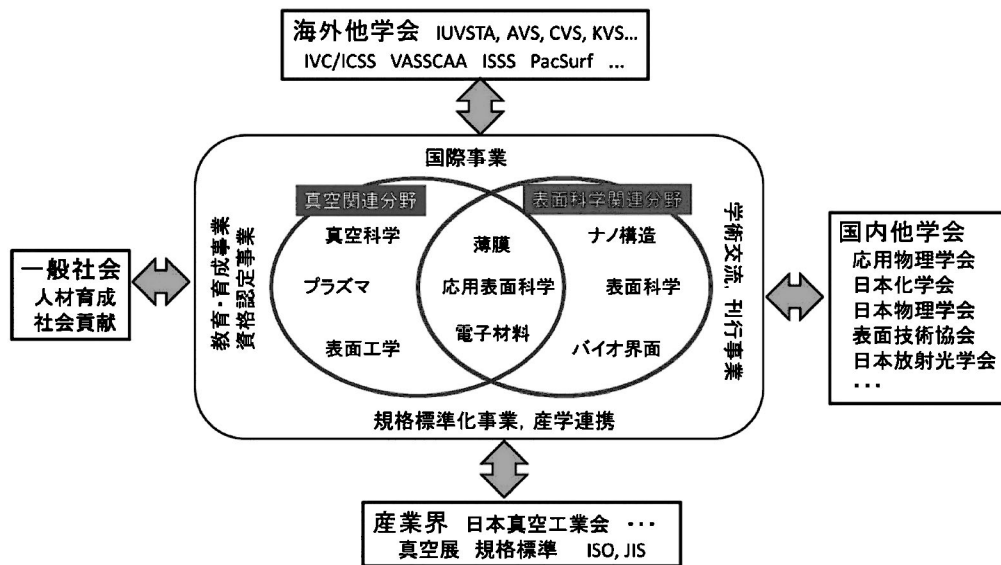 海外他学会 IUVSTA, AVS, CVS, KVS...
IVC/ICSS VASSCAA ISSS PacSurf ...
国際事業
真空関連分野
表面科学関連分野
真空科学
プラズマ
表面工学
薄膜
応用表面科学
電子材料
ナノ構造
表面科学
バイオ界面
教育・育成事業
資格認定事業
学術交流, 刊行事業
規格標準化事業, 産学連携
一般社会
人材育成
社会貢献
国内他学会
応用物理学会
日本化学会
日本物理学会
表面技術協会
日本放射光学会
・・・
産業界 日本真空工業会 ・・・
真空展 規格標準 ISO, JIS